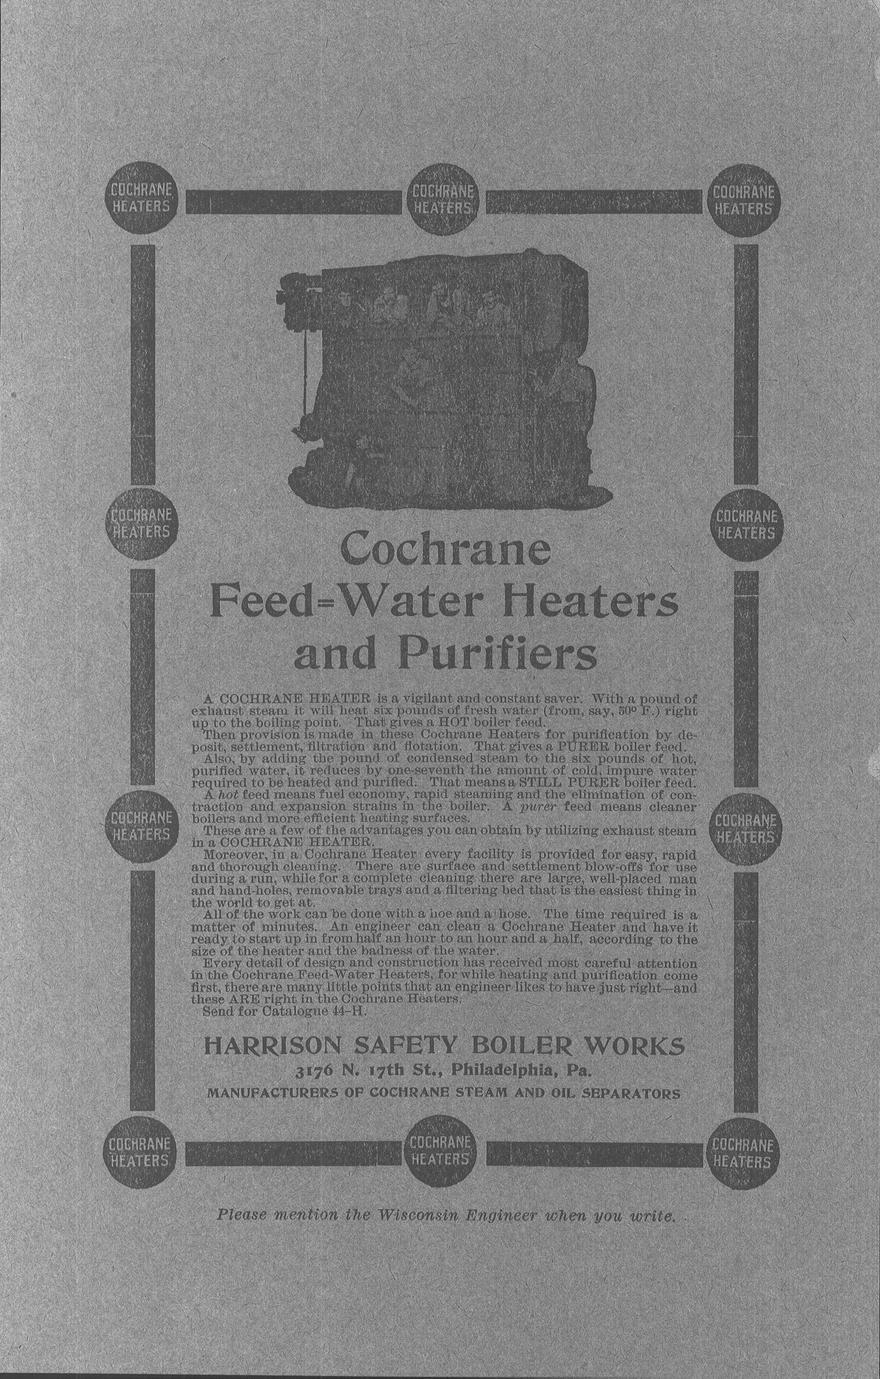 COCHRANE
HEATERS
COCHRANE
HEATERS
COCHRANE
HEATERS
COCHRANE
HEATERS
COCHRANE
HEATERS
Cochrane
Feed=Water Heaters
and Purifiers
A COCHRANE HEATER is a vigilant and constant saver. With a pound of
exhaust steam it will heat six pounds of fresh water (from, say, 50° F.) right
up to the boiling point. That gives a HOT boiler feed.
Then provision is made in these Cochrane Heaters for purification by de-
posit, settlement, filtration and flotation. That gives a PURER boiler feed.
Also, by adding the pound of condensed steam to the six pounds of hot,
purified water, it reduces by one-seventh the amount of cold, impure water
required to be heated and purified. That means a STILL PURER boiler feed.
A hot feed means fuel economy, rapid steaming and the elimination of con-
traction and expansion strains in the boiler. A purer feed means cleaner
boilers and more efficient heating surfaces.
These are a few of the advantages you can obtain by utilizing exhaust steam
in a COCHRANE HEATER.
Moreover, in a Cochrane Heater every facility is provided for easy, rapid
and thorough cleaning. There are surface and settlement blow-offs for use
during a run, while for a complete cleaning there are large, well-placed man
and hand-holes, removable trays and a filtering bed that is the easiest thing in
the world to get at.
All of the work can be done with a hoe and a hose. The time required is a
matter of minutes. An engineer can clean a Cochrane Heater and have it
ready to start up in from half an hour to an hour and a half, according to the
size of the heater and the badness of the water.
Every detail of design and construction has received most careful attention
in the Cochrane Feed-Water Heaters, for while heating and purification come
first, there are many little points that an engineer likes to have just right—and
these ARE right in the Cochrane Heaters.
Send for Catalogue 44-H.
COCHRANE
HEATERS
COCHRANE
HEATERS
HARRISON SAFETY BOILER WORKS
3176 N. 17th St., Philadelphia, Pa.
MANUFACTURERS OF COCHRANE STEAM AND OIL SEPARATORS
COCHRANE
HEATERS
COCHRANE
HEATERS
COCHRANE
HEATERS
Please mention the Wisconsin Engineer when you write.